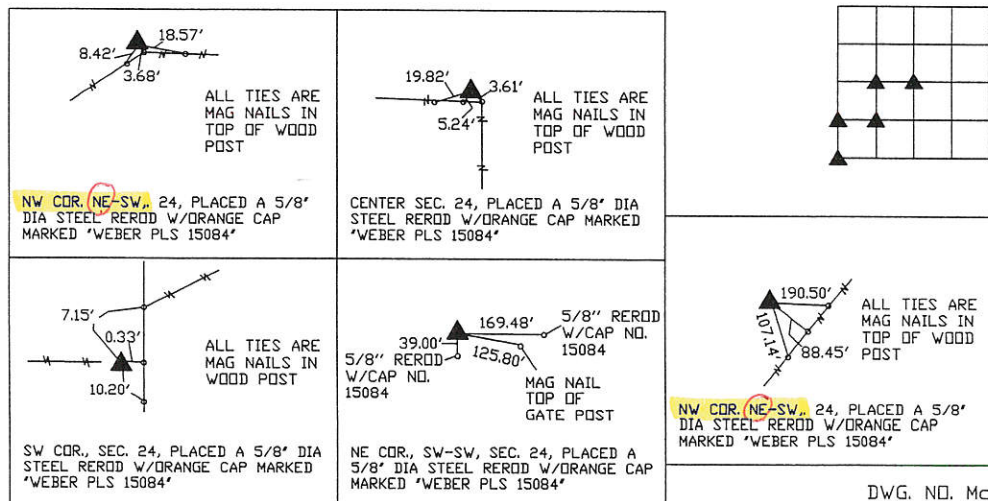 8.42'
18.57'
3.68'
ALL TIES ARE
MAG NAILS IN
TOP OF WOOD
POST
NW COR. NE-SW,. 24, PLACED A 5/8"
DIA STEEL REROD W/ORANGE CAP
MARKED "WEBER PLS 15084"
19.82'
3.61'
5.24'
ALL TIES ARE
MAG NAILS IN
TOP OF WOOD
POST
CENTER SEC. 24, PLACED A 5/8" DIA
STEEL REROD W/ORANGE CAP MARKED
"WEBER PLS 15084"
7.15'
0.33'
10.20'
ALL TIES ARE
MAG NAILS IN
WOOD POST
SW COR., SEC. 24, PLACED A 5/8" DIA
STEEL REROD W/ORANGE CAP MARKED
"WEBER PLS 15084"
169.48'
5/8" REROD
W/CAP NO.
15084
39.00'
125.80'
5/8" REROD
W/CAP NO.
15084
MAG NAIL
TOP OF
GATE POST
NE COR., SW-SW, SEC. 24, PLACED A
5/8" DIA STEEL REROD W/ORANGE CAP
MARKED "WEBER PLS 15084"
190.50'
107.14'
88.45'
ALL TIES ARE
MAG NAILS IN
TOP OF WOOD
POST
NW COR. NE-SW,. 24, PLACED A 5/8"
DIA STEEL REROD W/ORANGE CAP
MARKED "WEBER PLS 15084"
DWG. NO. Mc